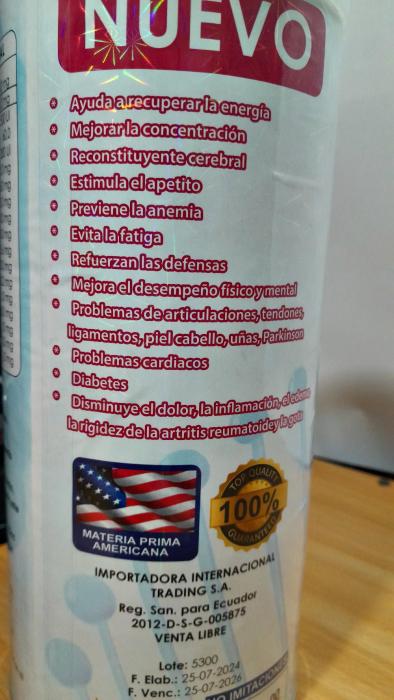 NUEVO
Ayuda a recuperar la energía
Mejorar la concentración
Reconstituyente cerebral
Estimula el apetito
Previene la anemia
Evita la fatiga
Refuerzan las defensas
Mejora el desempeño físico y mental
Problemas de articulaciones, tendones,
ligamentos, piel cabello, uñas, Parkinson
Problemas cardiacos
Diabetes
Disminuye el dolor, la inflamación, el edema
la rigidez de la artritis reumatoidey la gota
MATERIA PRIMA
AMERICANA
TOP QUALITY
100%
GUARANTEED
IMPORTADORA INTERNACIONAL
TRADING S.A.
Reg. San. para Ecuador
2012-D-S-G-005875
VENTA LIBRE
Lote: 5300
F. Elab.: 25-07-2024
F. Venc.: 25-07-2026
IMITACIONES